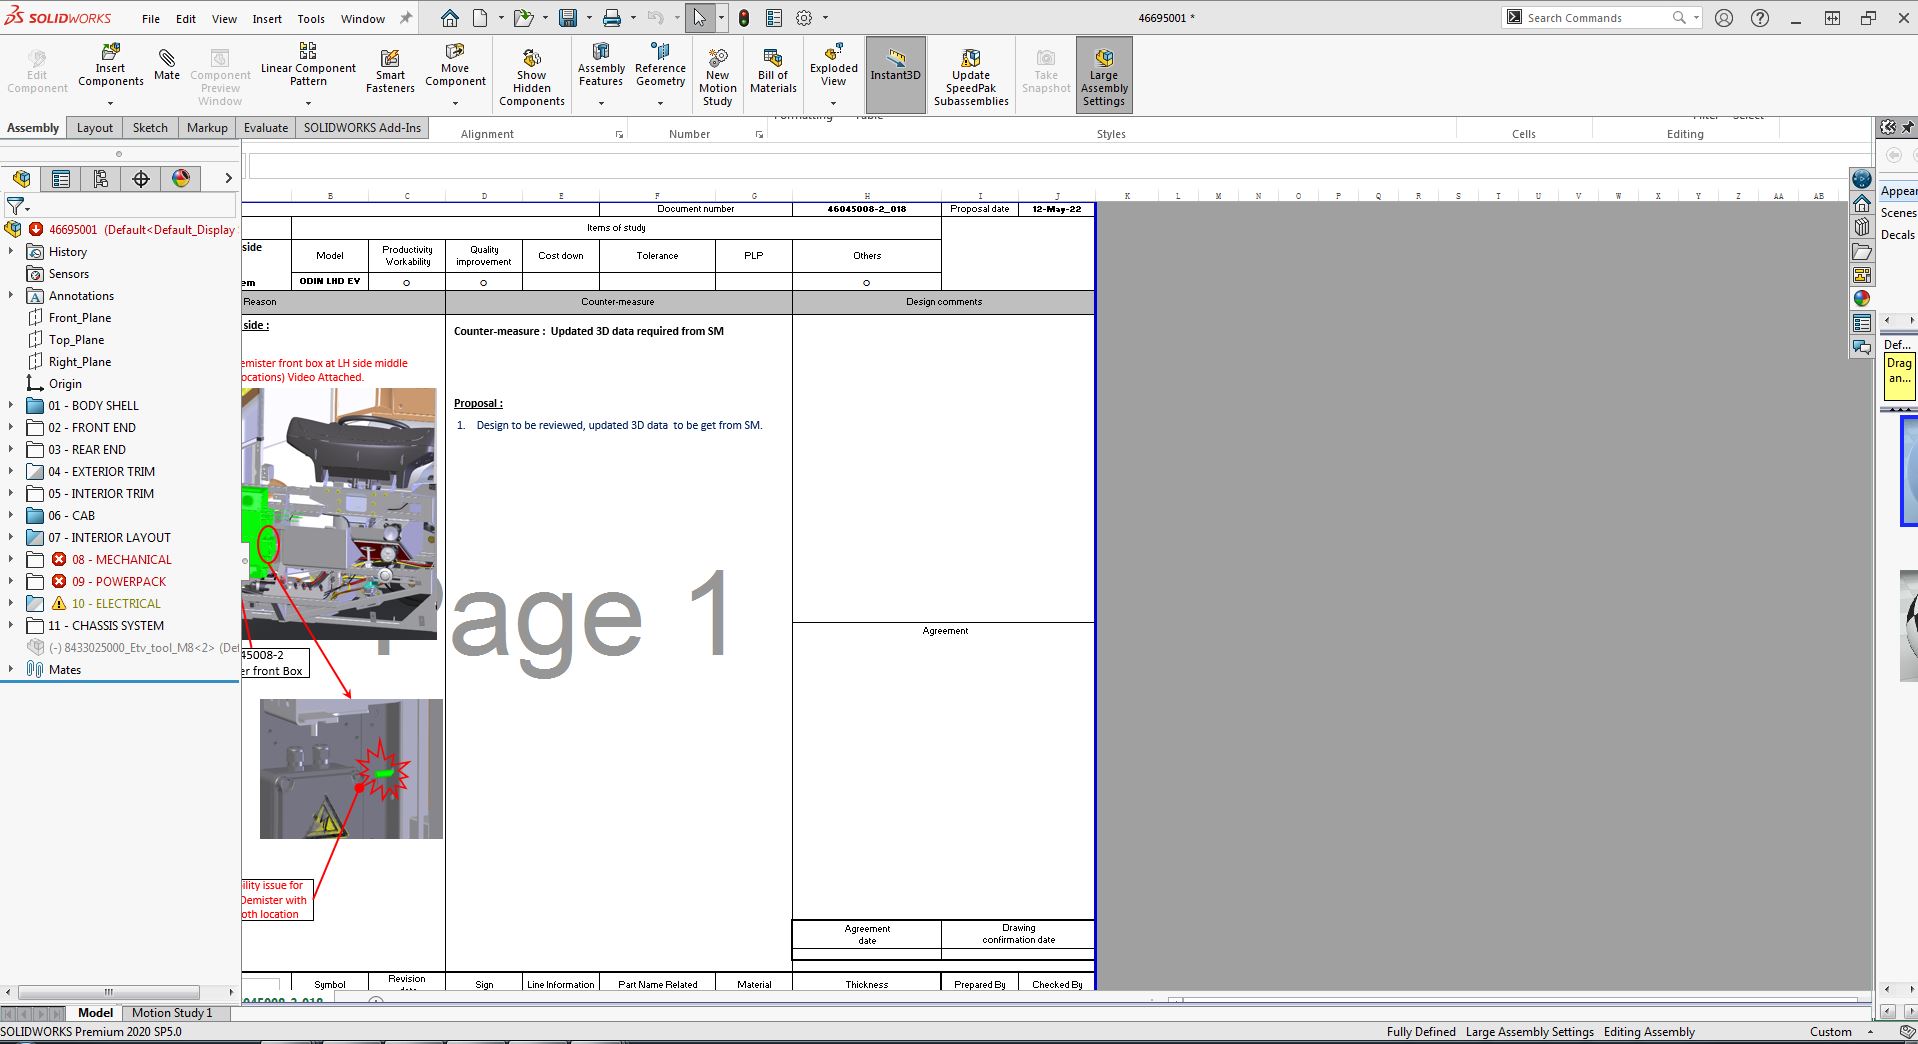 SOLIDWORKS
File Edit View Insert Tools Window
46695001 *
Search Commands
Edit Component
Insert Components
Mate
Component Preview Window
Linear Component Pattern
Smart Fasteners
Move Component
Show Hidden Components
Assembly Features
Reference Geometry
New Motion Study
Bill of Materials
Exploded View
Instant3D
Update SpeedPak Subassemblies
Take Snapshot
Large Assembly Settings
Assembly Layout Sketch Markup Evaluate SOLIDWORKS Add-Ins
Alignment Number Styles Cells Editing
B C D E F G H I J K L M N O P Q R S T U V W X Y Z AA AB
Appear
Scenes
Decals
Def...
Drag
an...
46695001 (Default<Default_Display
History
Sensors
Annotations
Front_Plane
Top_Plane
Right_Plane
Origin
01 - BODY SHELL
02 - FRONT END
03 - REAR END
04 - EXTERIOR TRIM
05 - INTERIOR TRIM
06 - CAB
07 - INTERIOR LAYOUT
08 - MECHANICAL
09 - POWERPACK
10 - ELECTRICAL
11 - CHASSIS SYSTEM
(-) 8433025000_Etv_tool_M8<2> (Def
Mates
Document number 46045008-2_018 Proposal date 12-May-22
Items of study
side
Model
Productivity
Workability
Quality
improvement
Cost down Tolerance PLP Others
em ODIN LHD EV O O O
Reason Counter-measure Design comments
side :
emister front box at LH side middle
ocations) Video Attached.
Counter-measure : Updated 3D data required from SM
Proposal :
1. Design to be reviewed, updated 3D data to be get from SM.
Page 1
45008-2
er front Box
ility issue for
Demister with
oth location
Agreement
Agreement
date
Drawing
confirmation date
Symbol Revision Sign Line Information Part Name Related Material Thickness Prepared By Checked By
Model Motion Study 1
SOLIDWORKS Premium 2020 SP5.0
Fully Defined Large Assembly Settings Editing Assembly Custom